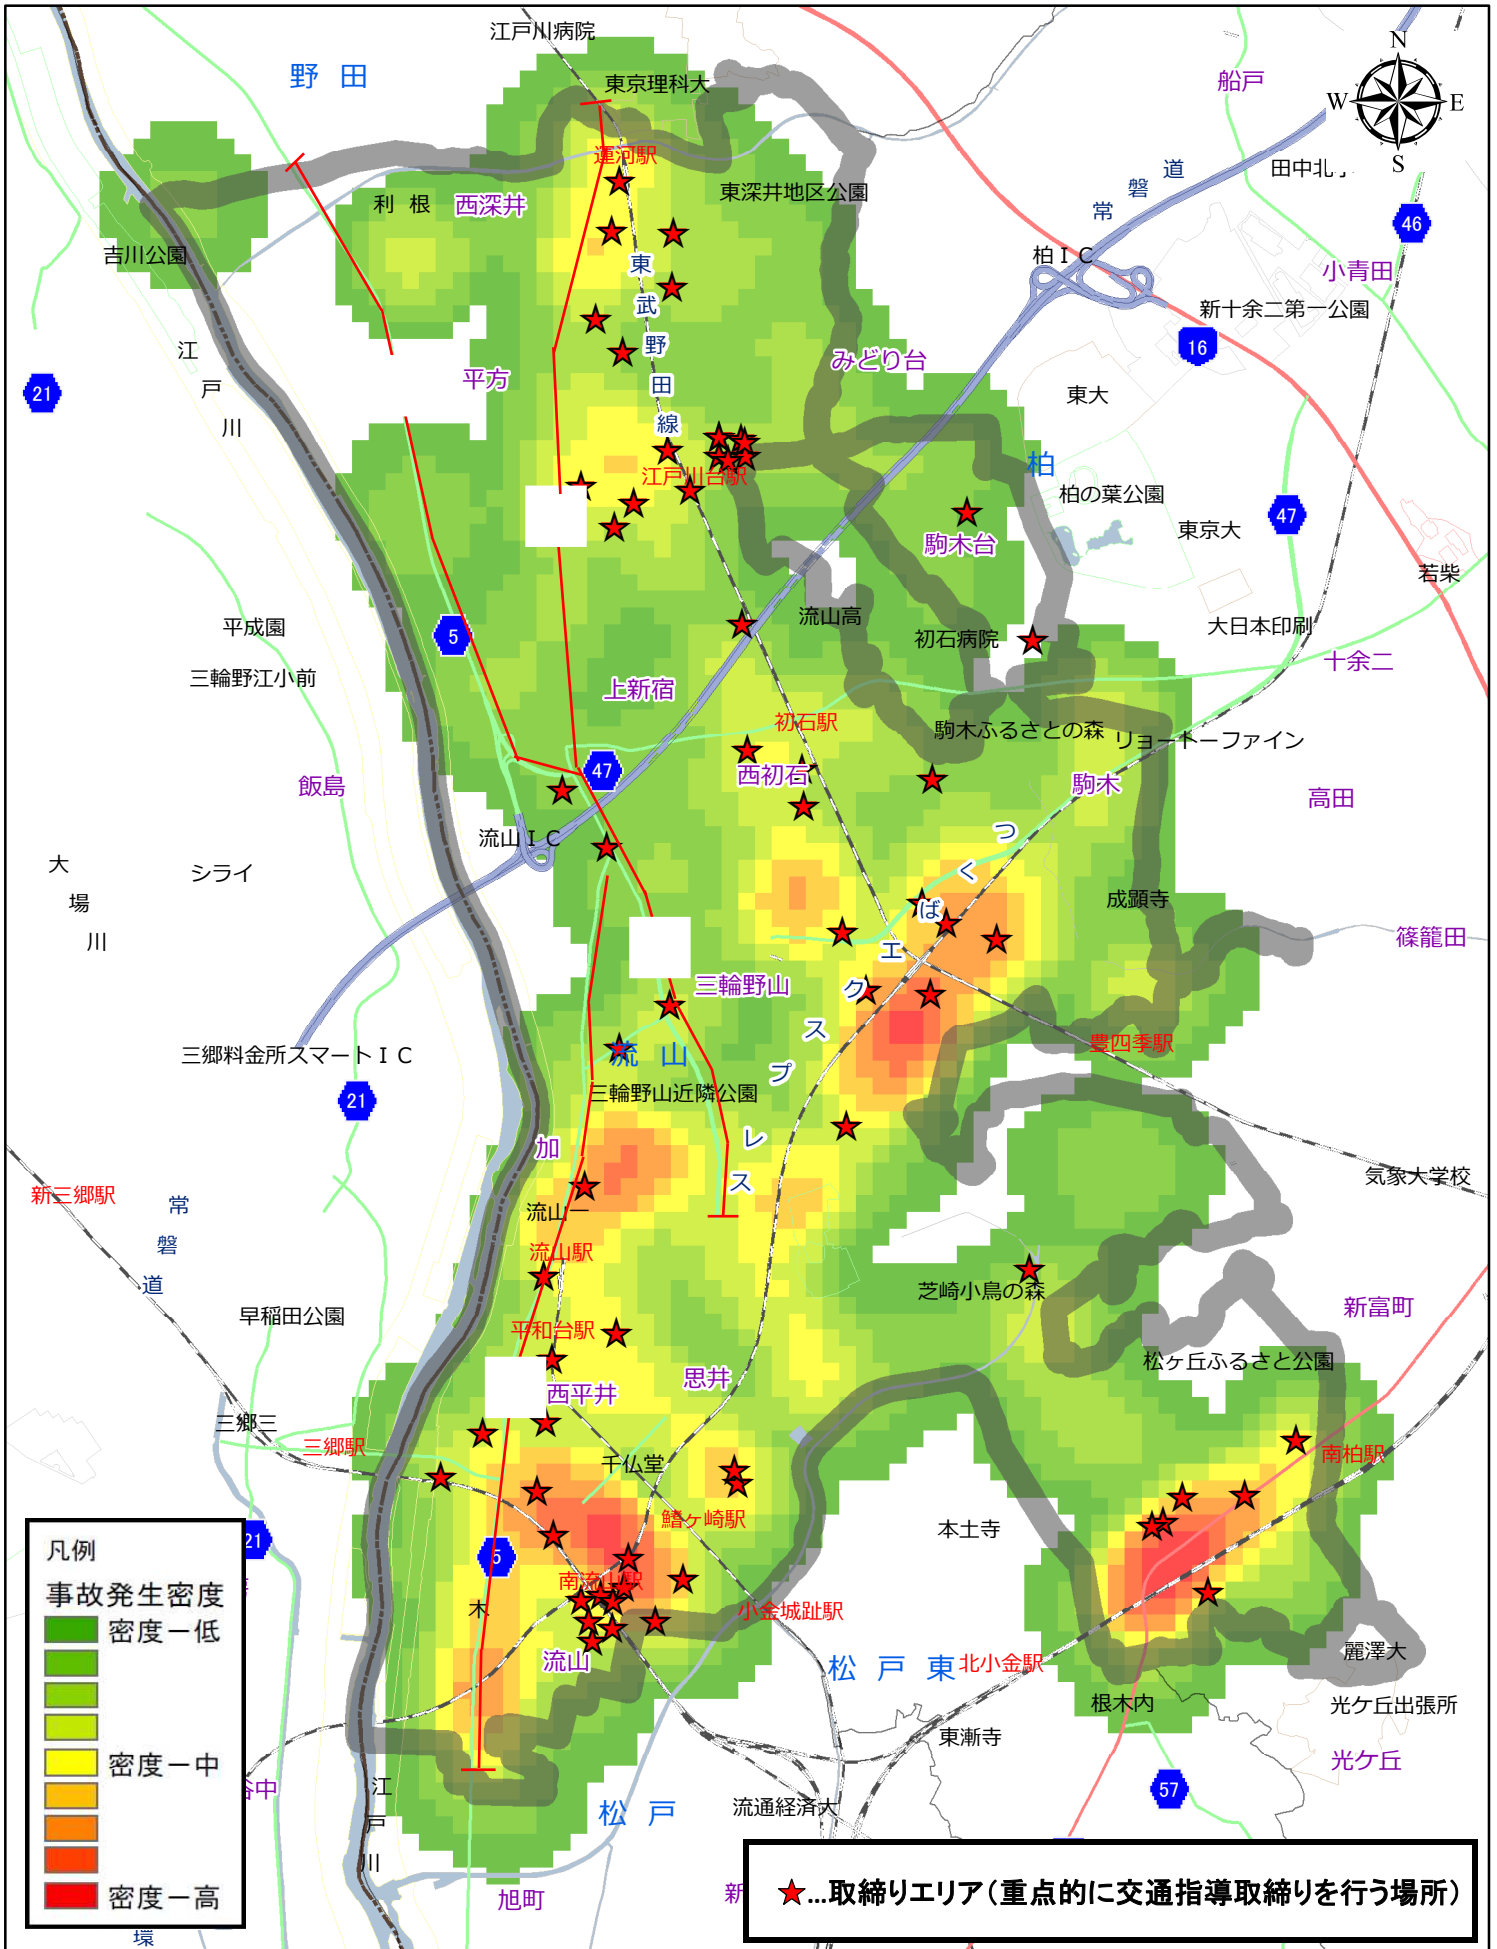 江戸川病院
野 田
東京理科大
船戸
N
W
E
S
運河駅
田中北
常磐道
利 根
西深井
東深井地区公園
46
吉川公園
東武野田線
柏ＩＣ
小青田
新十余二第一公園
江戸川
16
21
平方
みどり台
東大
江戸川台駅
柏
柏の葉公園
47
東京大
駒木台
若柴
平成園
5
流山高
初石病院
大日本印刷
十余二
三輪野江小前
上新宿
初石駅
駒木ふるさとの森
リョートーファイン
飯島
47
西初石
駒木
高田
流山ＩＣ
大場川
シライ
つくばエクスプレス
成顕寺
篠籠田
三輪野山
三郷料金所スマートＩＣ
流 山
豊四季駅
21
三輪野山近隣公園
加
気象大学校
新三郷駅
常磐道
流山一
流山駅
芝崎小鳥の森
早稲田公園
平和台駅
新富町
松ヶ丘ふるさと公園
思井
西平井
三郷三
三郷駅
千仏堂
南柏駅
鰭ヶ崎駅
本土寺
21
5
南流山駅
木
小金城趾駅
流山
松 戸 東
北小金駅
麗澤大
根木内
光ケ丘出張所
東漸寺
光ケ丘
谷中
江戸川
松 戸
流通経済大
57
旭町
新
環
凡例
事故発生密度
密度－低
密度－中
密度－高
★…取締りエリア（重点的に交通指導取締りを行う場所）